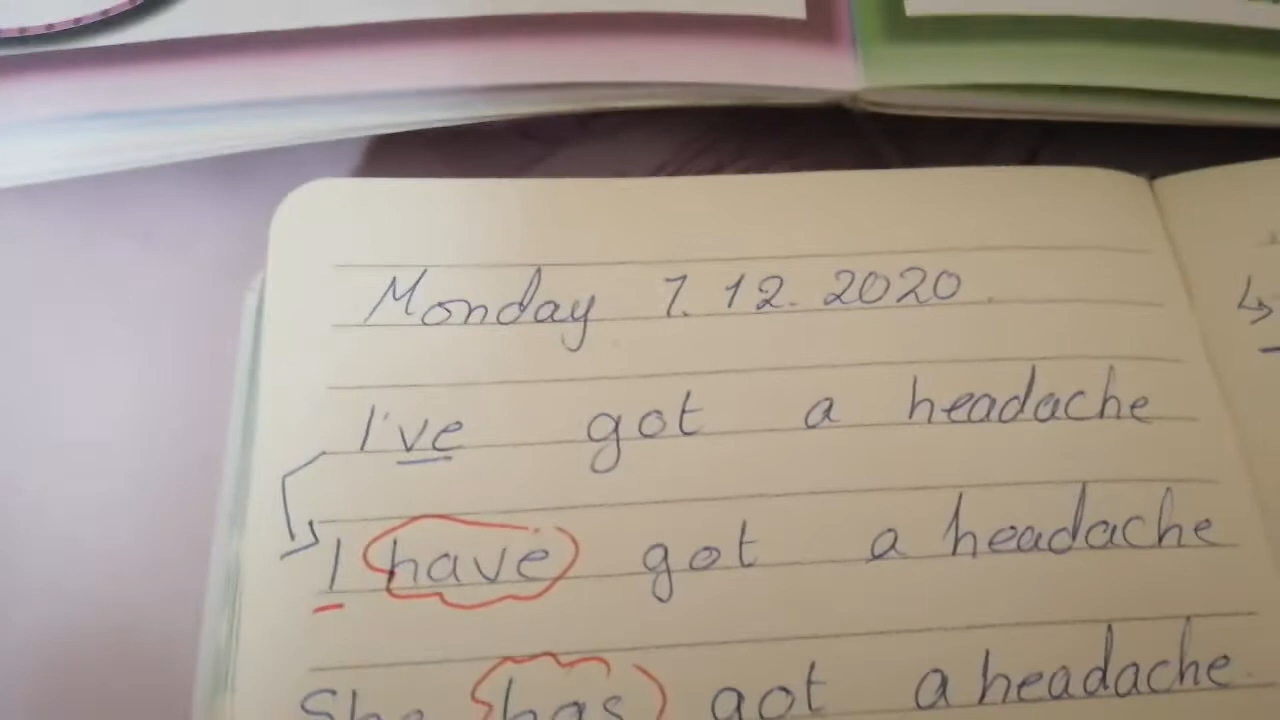 Monday 7.12.2020
I've got a headache
I have got a headache
She has got a headache.